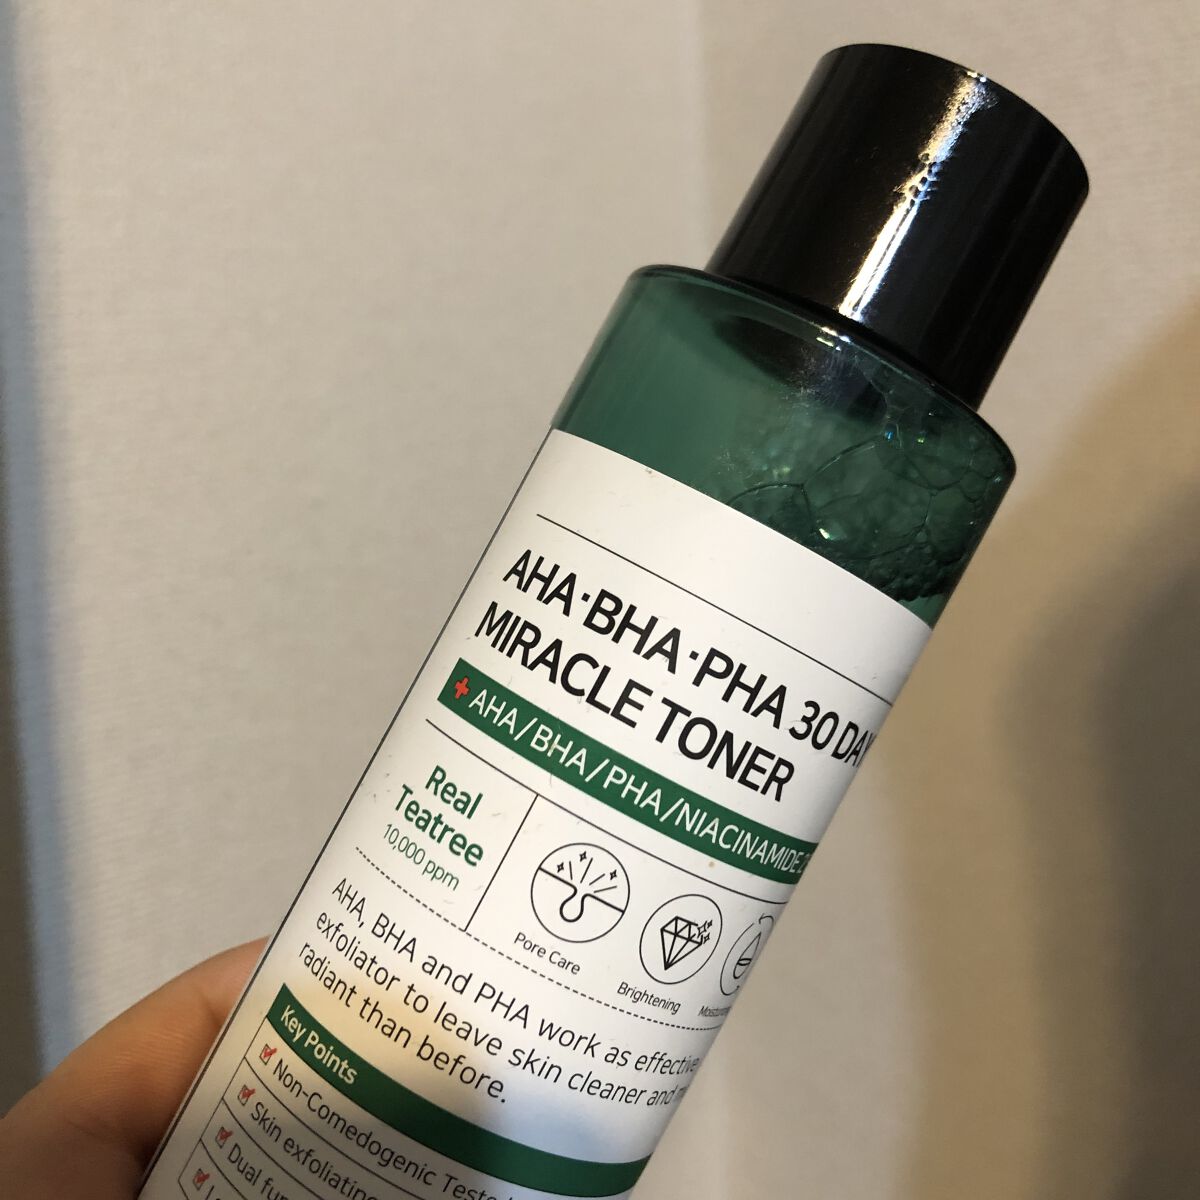 AHA·BHA·PHA 30 DAY
MIRACLE TONER
AHA/BHA/PHA/NIACINAMIDE
Real
Teatree
10,000 ppm
Pore Care
Brightening
AHA, BHA and PHA work as effective
exfoliator to leave skin cleaner and
radiant than before.
Key Points
Non-Comedogenic
Skin exfoliating
Dual